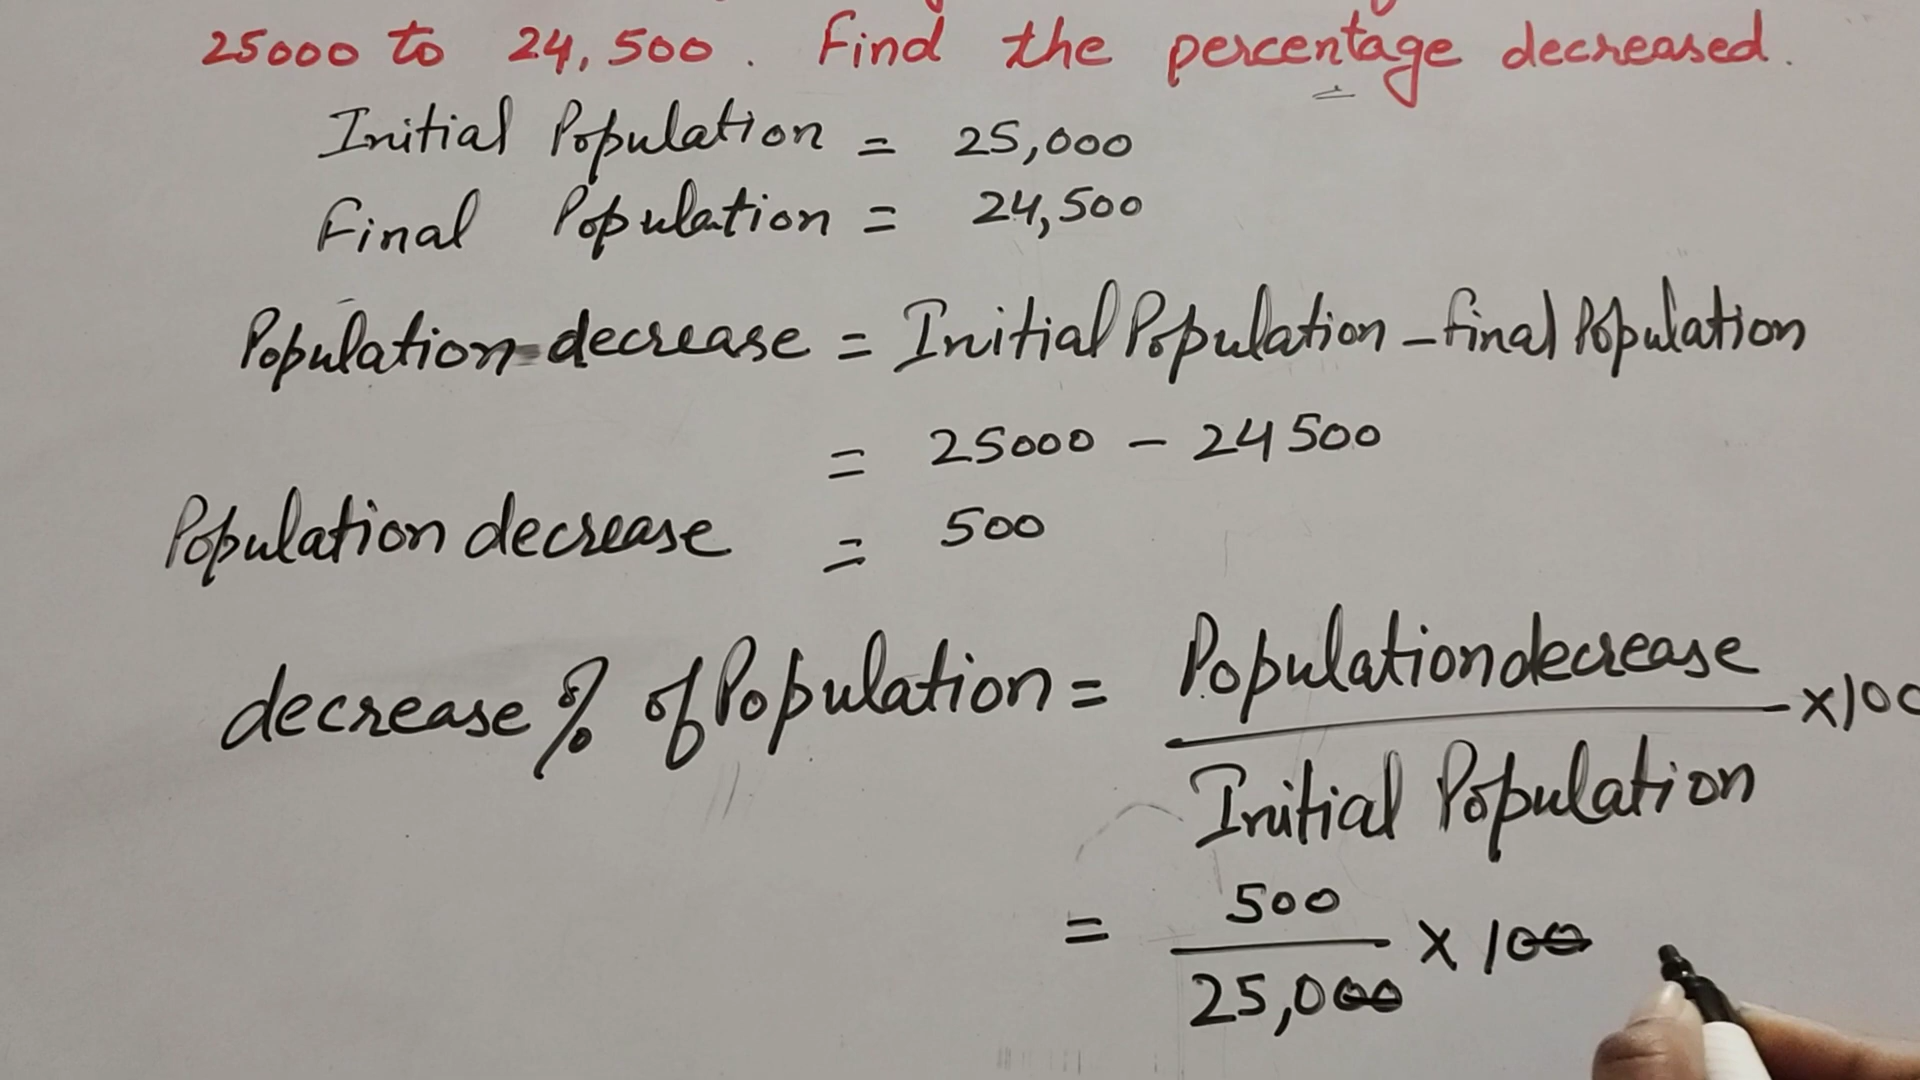 25000 to 24,500. Find the percentage decreased.
Initial Population = 25,000
Final Population = 24,500
Population decrease = Initial Population - final Population
= 25000 - 24500
Population decrease = 500
decrease % of Population = Population decrease / Initial Population × 100
= 500 / 25,000 × 100